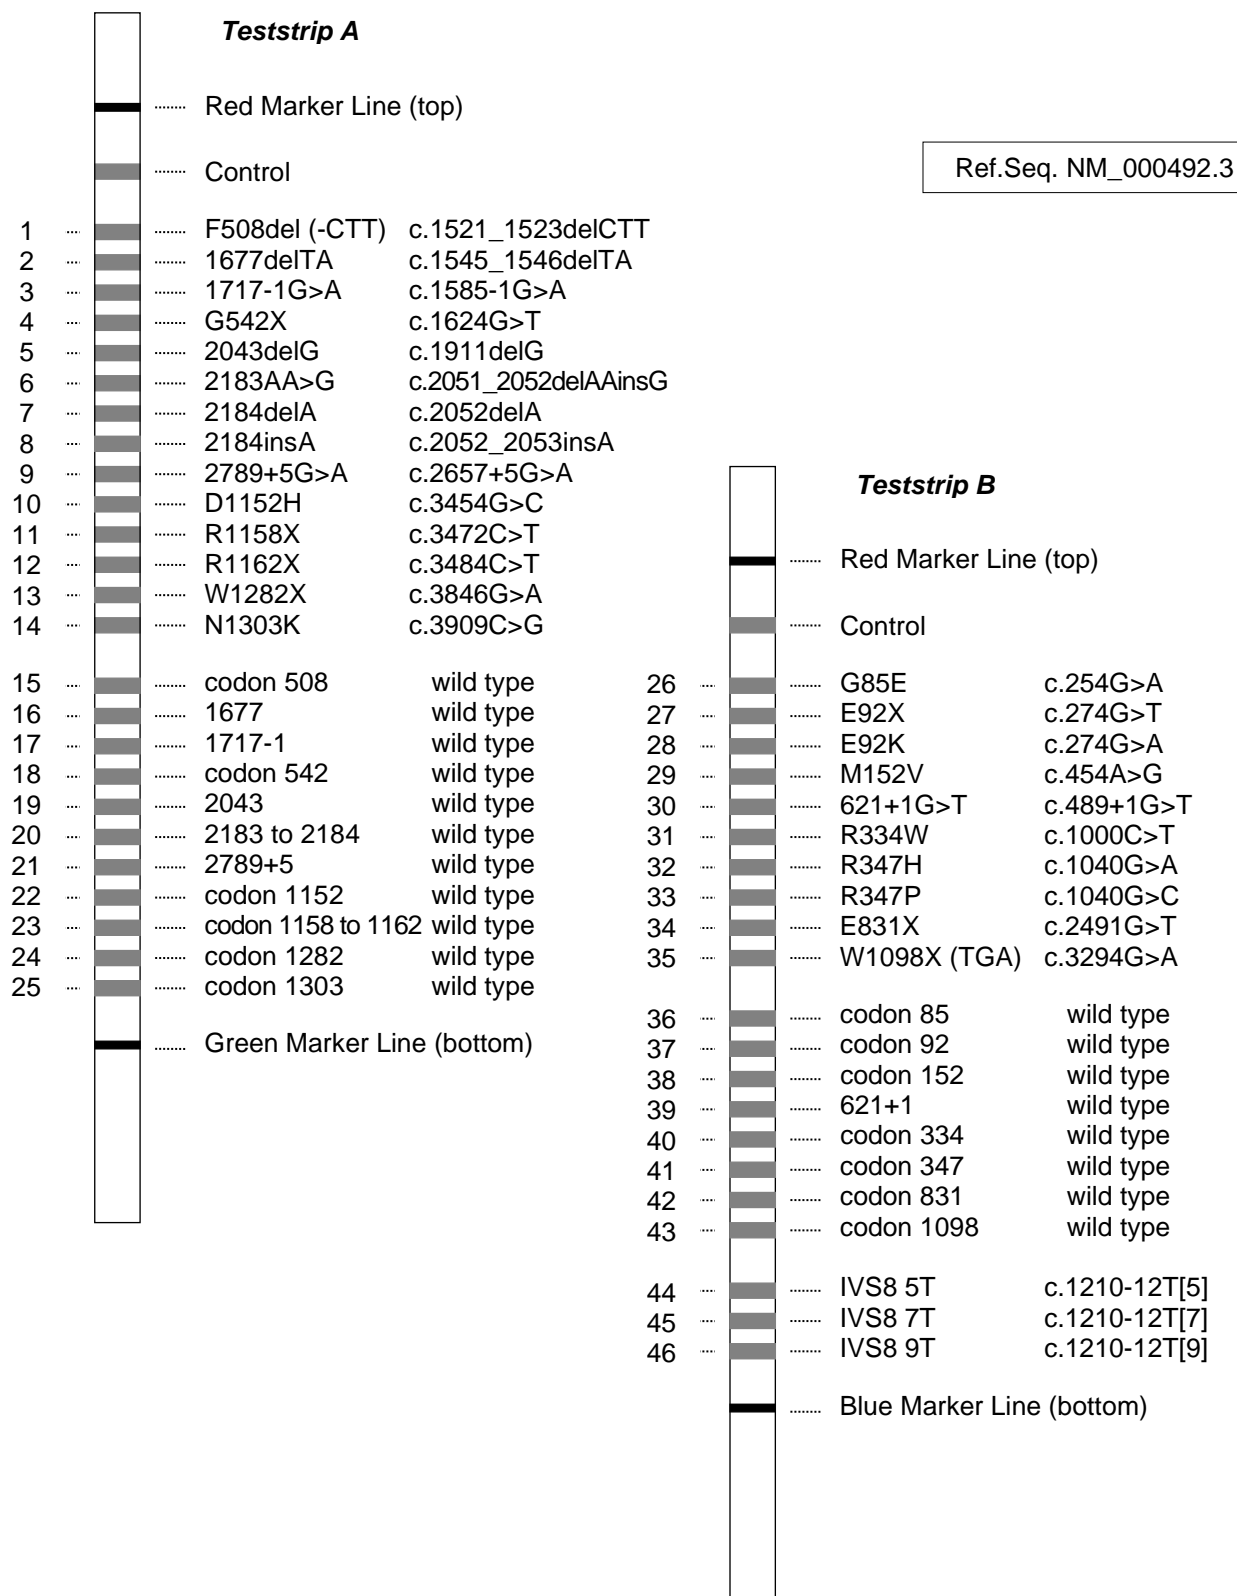 Teststrip A
Red Marker Line (top)
Control
Ref.Seq. NM_000492.3
1 F508del (-CTT) c.1521_1523delCTT
2 1677delTA c.1545_1546delTA
3 1717-1G>A c.1585-1G>A
4 G542X c.1624G>T
5 2043delG c.1911delG
6 2183AA>G c.2051_2052delAAinsG
7 2184delA c.2052delA
8 2184insA c.2052_2053insA
9 2789+5G>A c.2657+5G>A
10 D1152H c.3454G>C
11 R1158X c.3472C>T
12 R1162X c.3484C>T
13 W1282X c.3846G>A
14 N1303K c.3909C>G
15 codon 508 wild type
16 1677 wild type
17 1717-1 wild type
18 codon 542 wild type
19 2043 wild type
20 2183 to 2184 wild type
21 2789+5 wild type
22 codon 1152 wild type
23 codon 1158 to 1162 wild type
24 codon 1282 wild type
25 codon 1303 wild type
Green Marker Line (bottom)
Teststrip B
Red Marker Line (top)
Control
26 G85E c.254G>A
27 E92X c.274G>T
28 E92K c.274G>A
29 M152V c.454A>G
30 621+1G>T c.489+1G>T
31 R334W c.1000C>T
32 R347H c.1040G>A
33 R347P c.1040G>C
34 E831X c.2491G>T
35 W1098X (TGA) c.3294G>A
36 codon 85 wild type
37 codon 92 wild type
38 codon 152 wild type
39 621+1 wild type
40 codon 334 wild type
41 codon 347 wild type
42 codon 831 wild type
43 codon 1098 wild type
44 IVS8 5T c.1210-12T[5]
45 IVS8 7T c.1210-12T[7]
46 IVS8 9T c.1210-12T[9]
Blue Marker Line (bottom)